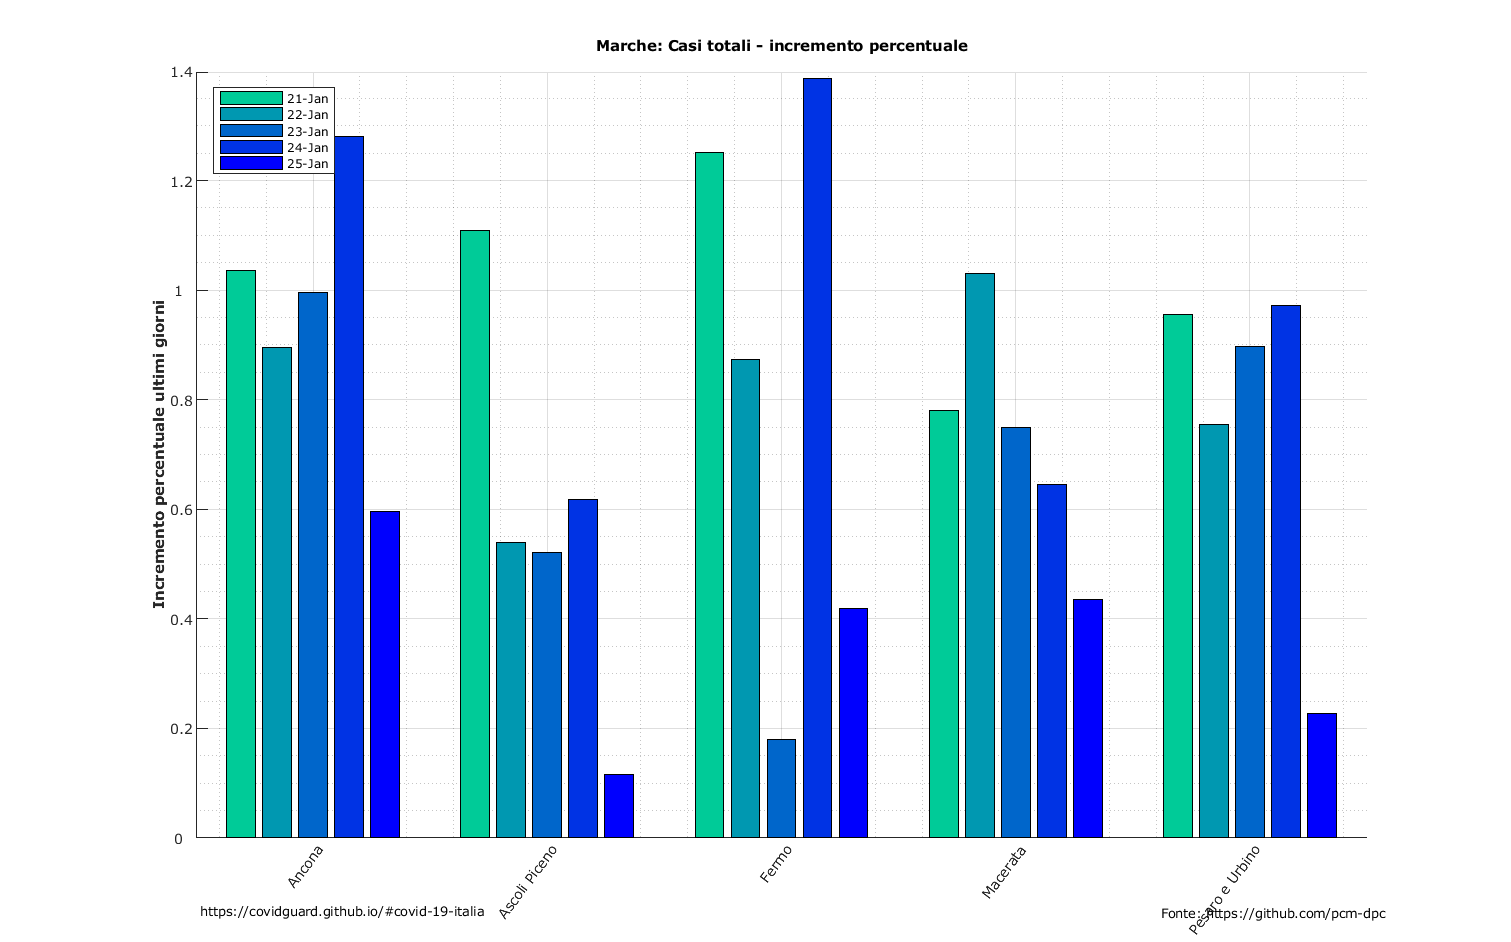 Marche: Casi totali - incremento percentuale
1.4
1.2
1
0.8
0.6
0.4
0.2
0
Incremento percentuale ultimi giorni
21-Jan
22-Jan
23-Jan
24-Jan
25-Jan
Ancona
Ascoli Piceno
Fermo
Macerata
Pesaro e Urbino
https://covidguard.github.io/#covid-19-italia
Fonte: https://github.com/pcm-dpc